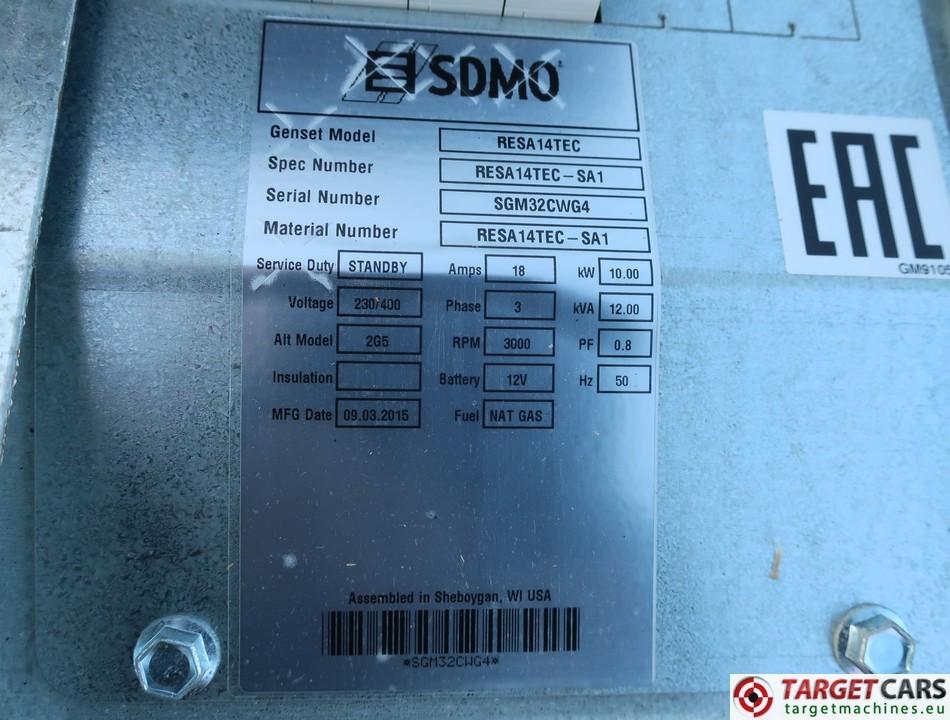 SDMO
Genset Model RESA14TEC
Spec Number RESA14TEC-SA1
Serial Number SGM32CWG4
Material Number RESA14TEC-SA1
Service Duty STANDBY Amps 18 kW 10.00
Voltage 230/400 Phase 3 kVA 12.00
Alt Model 2G5 RPM 3000 PF 0.8
Insulation Battery 12V Hz 50
MFG Date 09.03.2015 Fuel NAT GAS
Assembled in Sheboygan, WI USA
*SGM32CWG4*
EAC
GM9105
TARGETCARS
targetmachines.eu